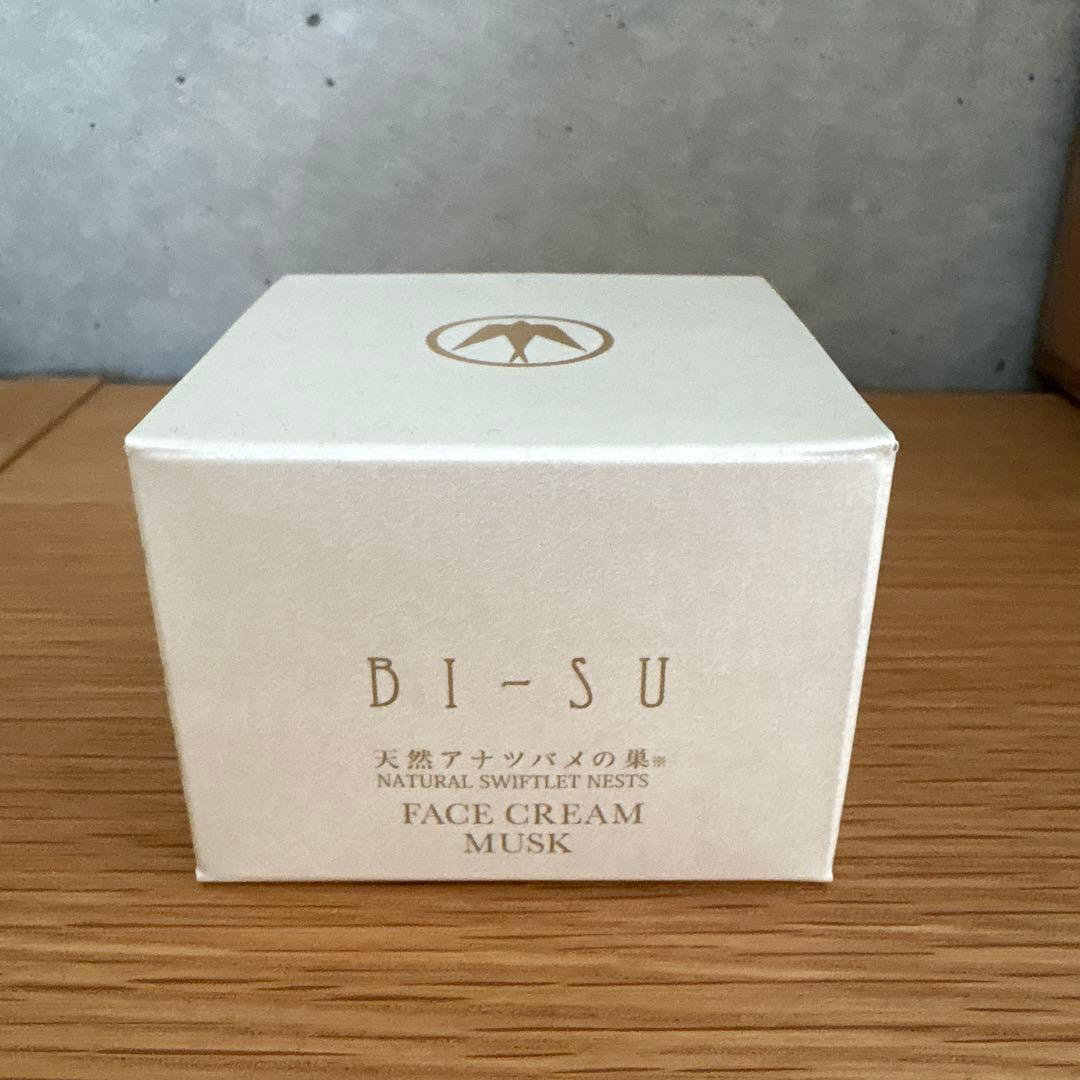 BI-SU
天然アナツバメの巣※
NATURAL SWIFTLET NESTS
FACE CREAM
MUSK